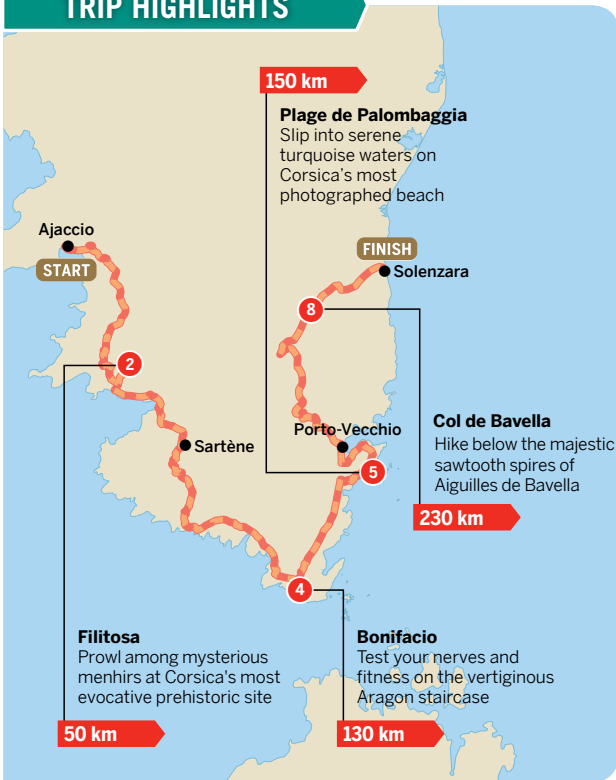 TRIP HIGHLIGHTS
150 km
Plage de Palombaggia
Slip into serene
turquoise waters on
Corsica's most
photographed beach
Ajaccio
START
FINISH
Solenzara
8
2
Porto-Vecchio
Sartène
5
Col de Bavella
Hike below the majestic
sawtooth spires of
Aiguilles de Bavella
230 km
4
Filitosa
Prowl among mysterious
menhirs at Corsica's most
evocative prehistoric site
50 km
Bonifacio
Test your nerves and
fitness on the vertiginous
Aragon staircase
130 km